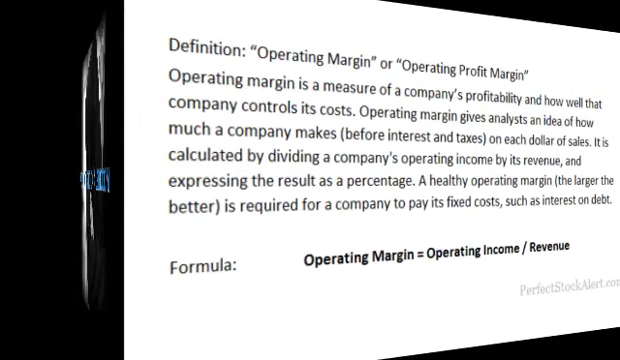 Definition: “Operating Margin” or “Operating Profit Margin”
Operating margin is a measure of a company’s profitability and how well that
company controls its costs. Operating margin gives analysts an idea of how
much a company makes (before interest and taxes) on each dollar of sales. It is
calculated by dividing a company's operating income by its revenue, and
expressing the result as a percentage. A healthy operating margin (the larger the
better) is required for a company to pay its fixed costs, such as interest on debt.
Formula: Operating Margin = Operating Income / Revenue
PerfectStockAlert.com